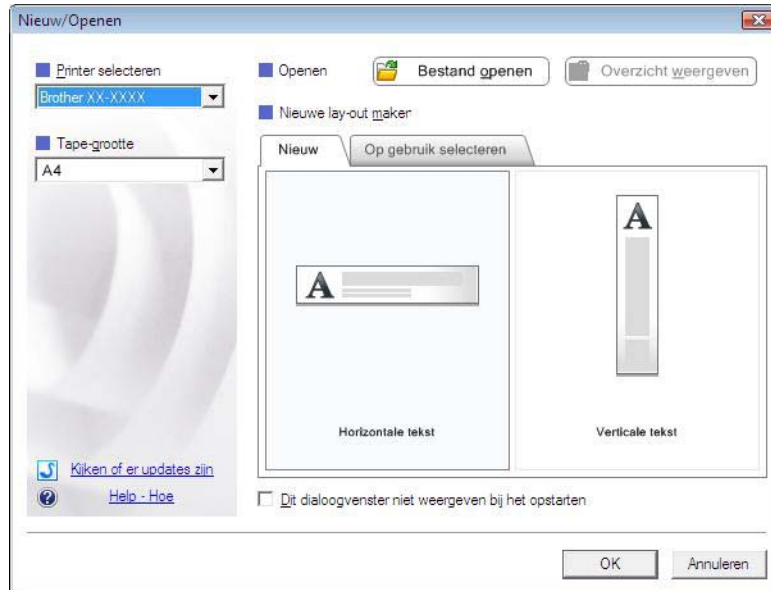 Nieuw/Openen
Printer selecteren
Brother XX-XXXX
Tape-grootte
A4
Kijken of er updates zijn
Help - Hoe
Openen
Bestand openen
Overzicht weergeven
Nieuwe lay-out maken
Nieuw
Op gebruik selecteren
A
Horizontale tekst
A
Verticale tekst
Dit dialoogvenster niet weergeven bij het opstarten
OK
Annuleren